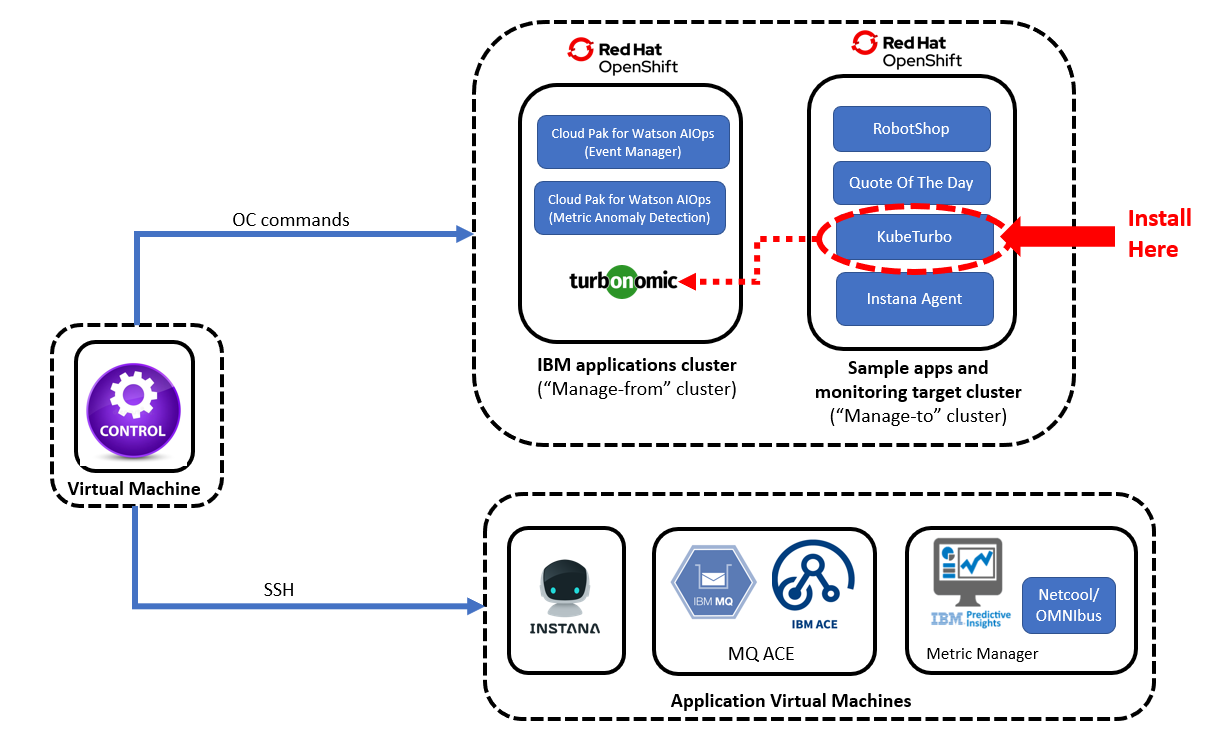 Red Hat
OpenShift
Red Hat
OpenShift
Cloud Pak for Watson AIOps
(Event Manager)
Cloud Pak for Watson AIOps
(Metric Anomaly Detection)
turbonomic
IBM applications cluster
(“Manage-from” cluster)
RobotShop
Quote Of The Day
KubeTurbo
Instana Agent
Sample apps and
monitoring target cluster
(“Manage-to” cluster)
Install
Here
OC commands
CONTROL
Virtual Machine
SSH
INSTANA
IBM MQ
IBM ACE
MQ ACE
IBM Predictive
Insights
Netcool/
OMNIbus
Metric Manager
Application Virtual Machines